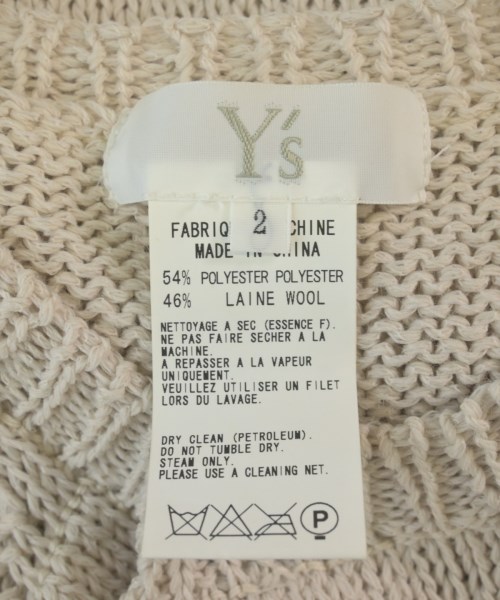 Y's
2
FABRIQ CHINE
MADE IN CHINA
54% POLYESTER POLYESTER
46% LAINE WOOL
NETTOYAGE A SEC (ESSENCE F).
NE PAS FAIRE SECHER A LA
MACHINE.
A REPASSER A LA VAPEUR
UNIQUEMENT.
VEUILLEZ UTILISER UN FILET
LORS DU LAVAGE.
DRY CLEAN (PETROLEUM).
DO NOT TUMBLE DRY.
STEAM ONLY.
PLEASE USE A CLEANING NET.
P